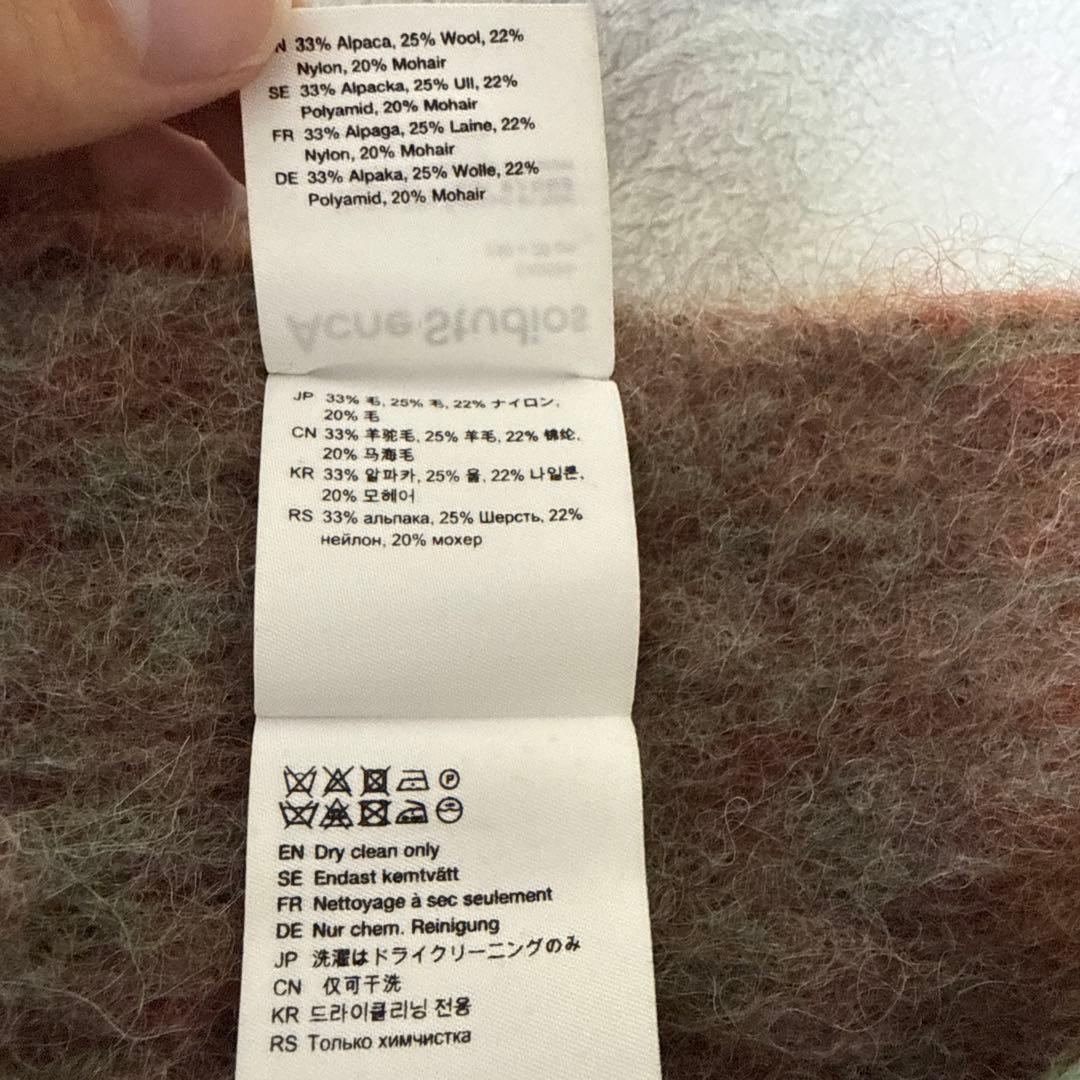 N 33% Alpaca, 25% Wool, 22%
Nylon, 20% Mohair
SE 33% Alpacka, 25% Ull, 22%
Polyamid, 20% Mohair
FR 33% Alpaga, 25% Laine, 22%
Nylon, 20% Mohair
DE 33% Alpaka, 25% Wolle, 22%
Polyamid, 20% Mohair
Acne Studios
JP 33% 毛, 25% 毛, 22% ナイロン,
20% 毛
CN 33% 羊驼毛, 25% 羊毛, 22% 锦纶,
20% 马海毛
KR 33% 알파카, 25% 울, 22% 나일론,
20% 모헤어
RS 33% альпака, 25% Шерсть, 22%
нейлон, 20% мохер
P
EN Dry clean only
SE Endast kemtvätt
FR Nettoyage à sec seulement
DE Nur chem. Reinigung
JP 洗濯はドライクリーニングのみ
CN 仅可干洗
KR 드라이클리닝 전용
RS Только химчистка